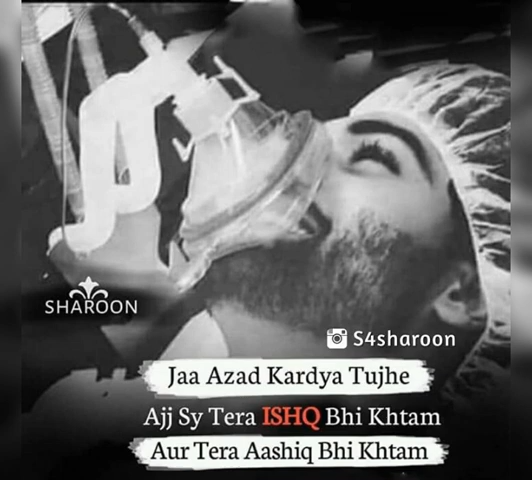 SHAROON
S4sharoon
Jaa Azad Kardya Tujhe
Ajj Sy Tera ISHQ Bhi Khtam
Aur Tera Aashiq Bhi Khtam